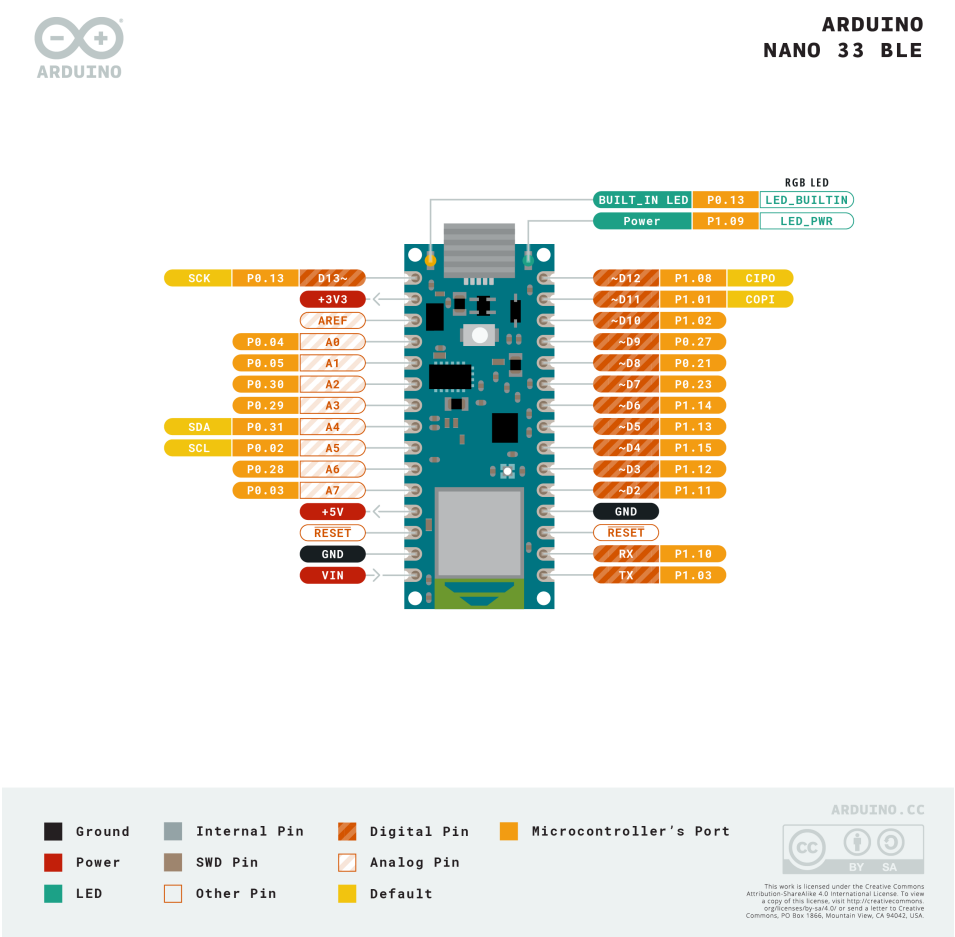 ARDUINO
ARDUINO
NANO 33 BLE
RGB LED
BUILT_IN LED P0.13 LED_BUILTIN
Power P1.09 LED_PWR
SCK P0.13 D13~
+3V3
AREF
P0.04 A0
P0.05 A1
P0.30 A2
P0.29 A3
SDA P0.31 A4
SCL P0.02 A5
P0.28 A6
P0.03 A7
+5V
RESET
GND
VIN
~D12 P1.08 CIPO
~D11 P1.01 COPI
~D10 P1.02
~D9 P0.27
~D8 P0.21
~D7 P0.23
~D6 P1.14
~D5 P1.13
~D4 P1.15
~D3 P1.12
~D2 P1.11
GND
RESET
RX P1.10
TX P1.03
Ground
Power
LED
Internal Pin
SWD Pin
Other Pin
Digital Pin
Analog Pin
Default
Microcontroller's Port
ARDUINO.CC
CC
BY SA
This work is licensed under the Creative Commons
Attribution-ShareAlike 4.0 International License. To view
a copy of this license, visit http://creativecommons.
org/licenses/by-sa/4.0/ or send a letter to Creative
Commons, PO Box 1866, Mountain View, CA 94042, USA.